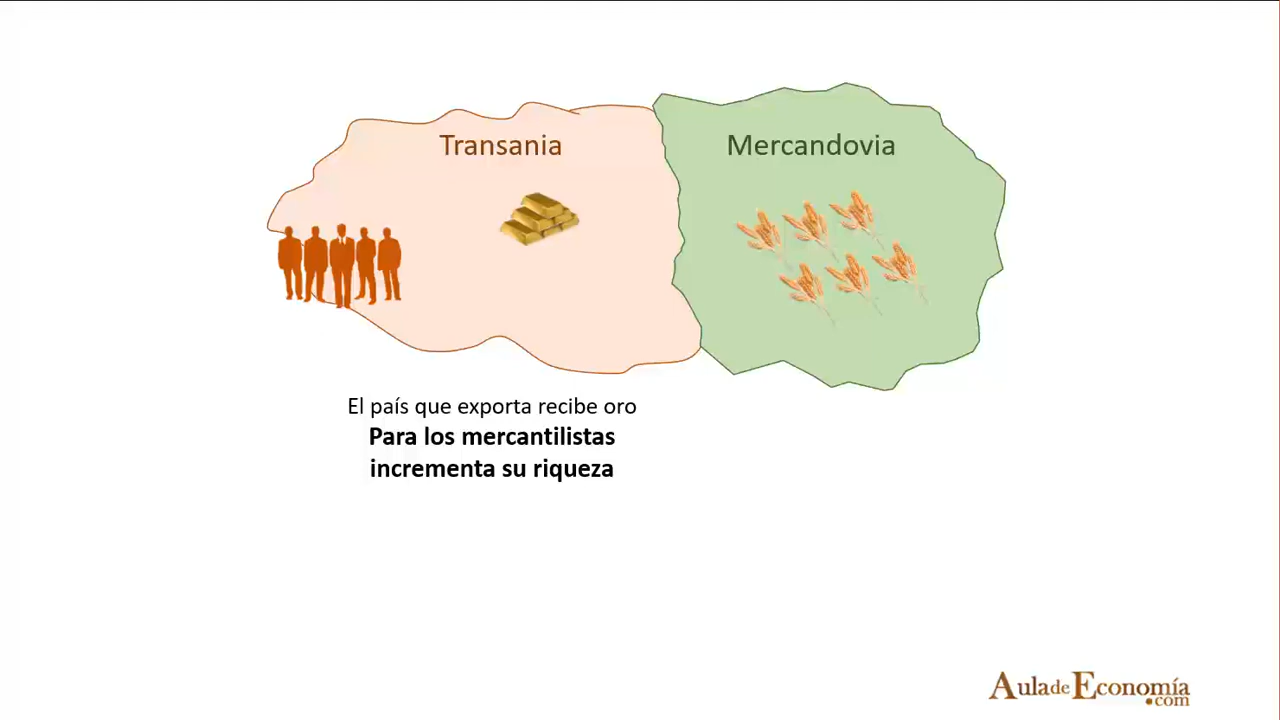 Transania
Mercandovia
El país que exporta recibe oro
Para los mercantilistas
incrementa su riqueza
AuladeEconomía
.com